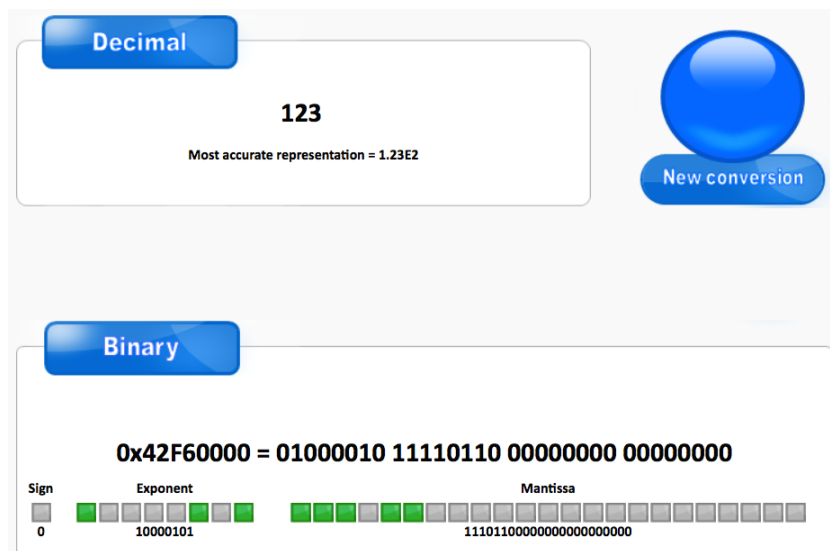 Decimal
123
Most accurate representation = 1.23E2
New conversion
Binary
0x42F60000 = 01000010 11110110 00000000 00000000
Sign Exponent Mantissa
0 10000101 11101100000000000000000